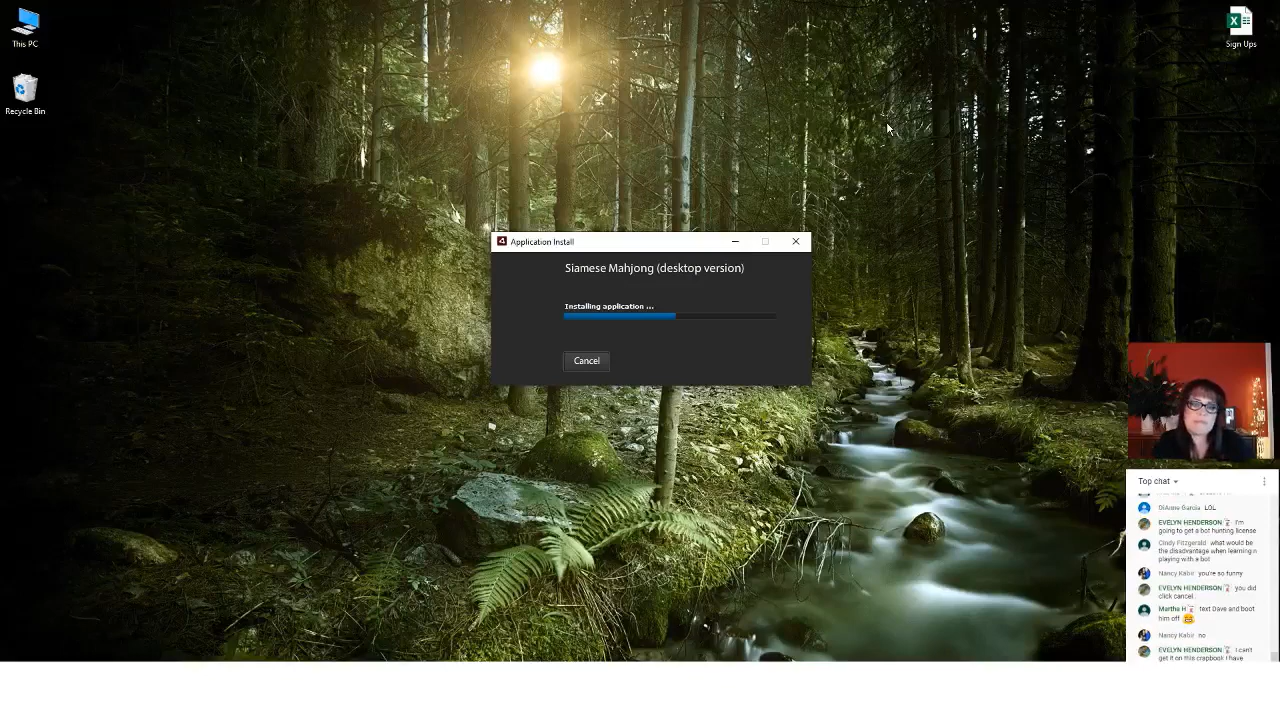 This PC
Recycle Bin
Sign Ups
Application Install
Siamese Mahjong (desktop version)
Installing application ...
Cancel
Top chat
DiAnne Garcia LOL
EVELYN HENDERSON I'm
going to get a bot hunting license
Cindy Fitzgerald what would be
the disadvantage when learning n
playing with a bot
Nancy Kabir you're so funny
EVELYN HENDERSON you did
click cancel.
Martha H text Dave and boot
him off
Nancy Kabir no
EVELYN HENDERSON I can't
get it on this crapbook I have